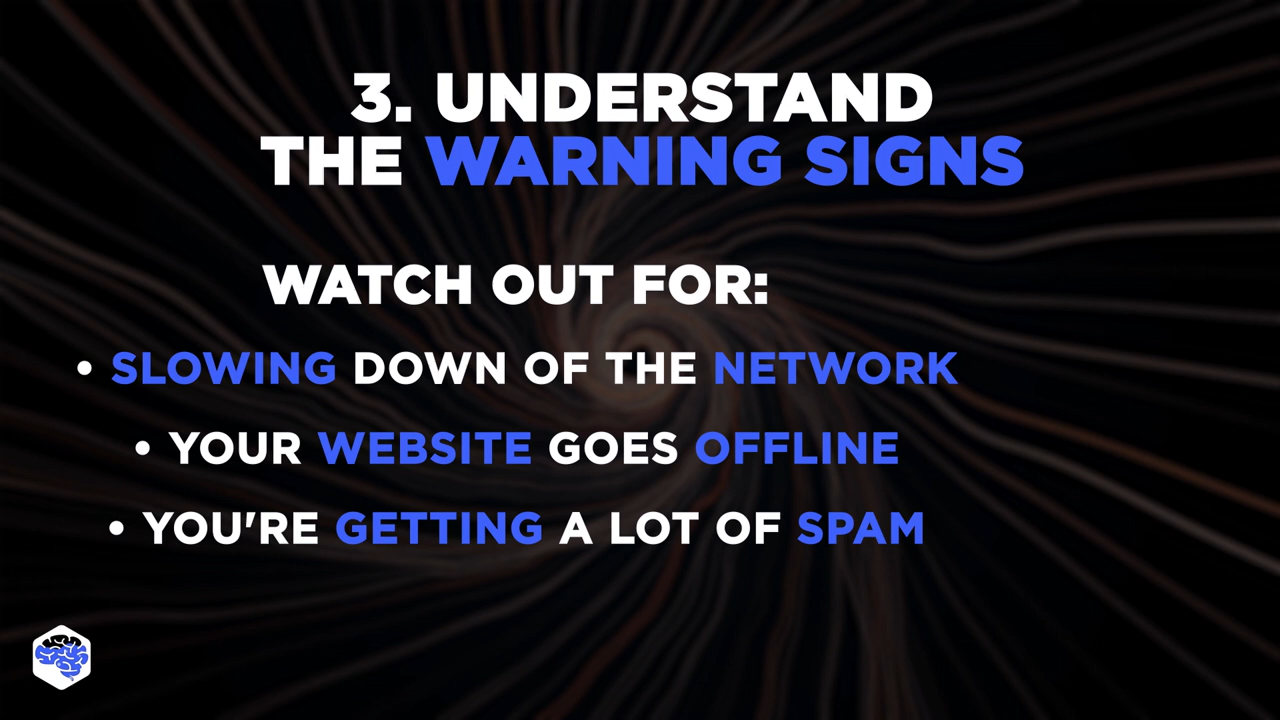 3. UNDERSTAND
THE WARNING SIGNS
WATCH OUT FOR:
• SLOWING DOWN OF THE NETWORK
• YOUR WEBSITE GOES OFFLINE
• YOU'RE GETTING A LOT OF SPAM